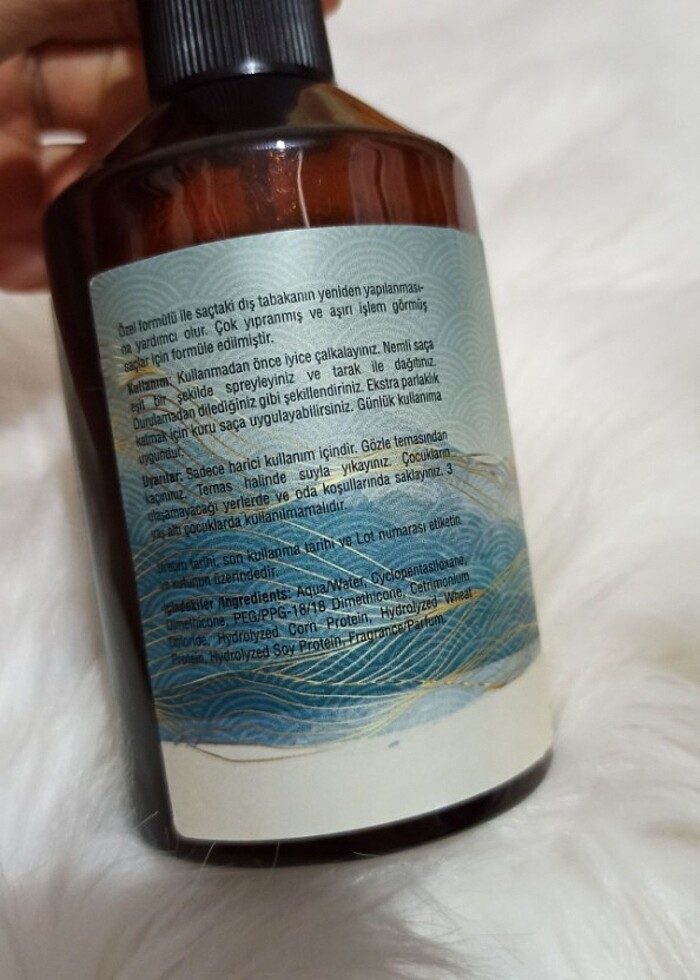 Özel formülü ile saçtaki dış tabakanın yeniden yapılanması-
na yardımcı olur. Çok yıpranmış ve aşırı işlem görmüş
saçlar için formüle edilmiştir.
Kullanım: Kullanmadan önce iyice çalkalayınız. Nemli saça
eşit bir şekilde spreyleyiniz ve tarak ile dağıtınız.
Durulamadan dilediğiniz gibi şekillendiriniz. Ekstra parlaklık
katmak için kuru saça uygulayabilirsiniz. Günlük kullanıma
uygundur.
Uyarılar: Sadece harici kullanım içindir. Gözle temasından
kaçınınız. Temas halinde suyla yıkayınız. Çocukların
ulaşamayacağı yerlerde ve oda koşullarında saklayınız. 3
yaş altı çocuklarda kullanılmamalıdır.
Üretim tarihi, son kullanma tarihi ve Lot numarası etiketin
ve kutunun üzerindedir.
İçindekiler /Ingredients: Aqua/Water, Cyclopentasiloxane,
Dimethicone, PEG/PPG-18/18 Dimethicone, Cetrimonium
Chloride, Hydrolyzed Corn Protein, Hydrolyzed Wheat
Protein, Hydrolyzed Soy Protein, Fragrance/Parfum.